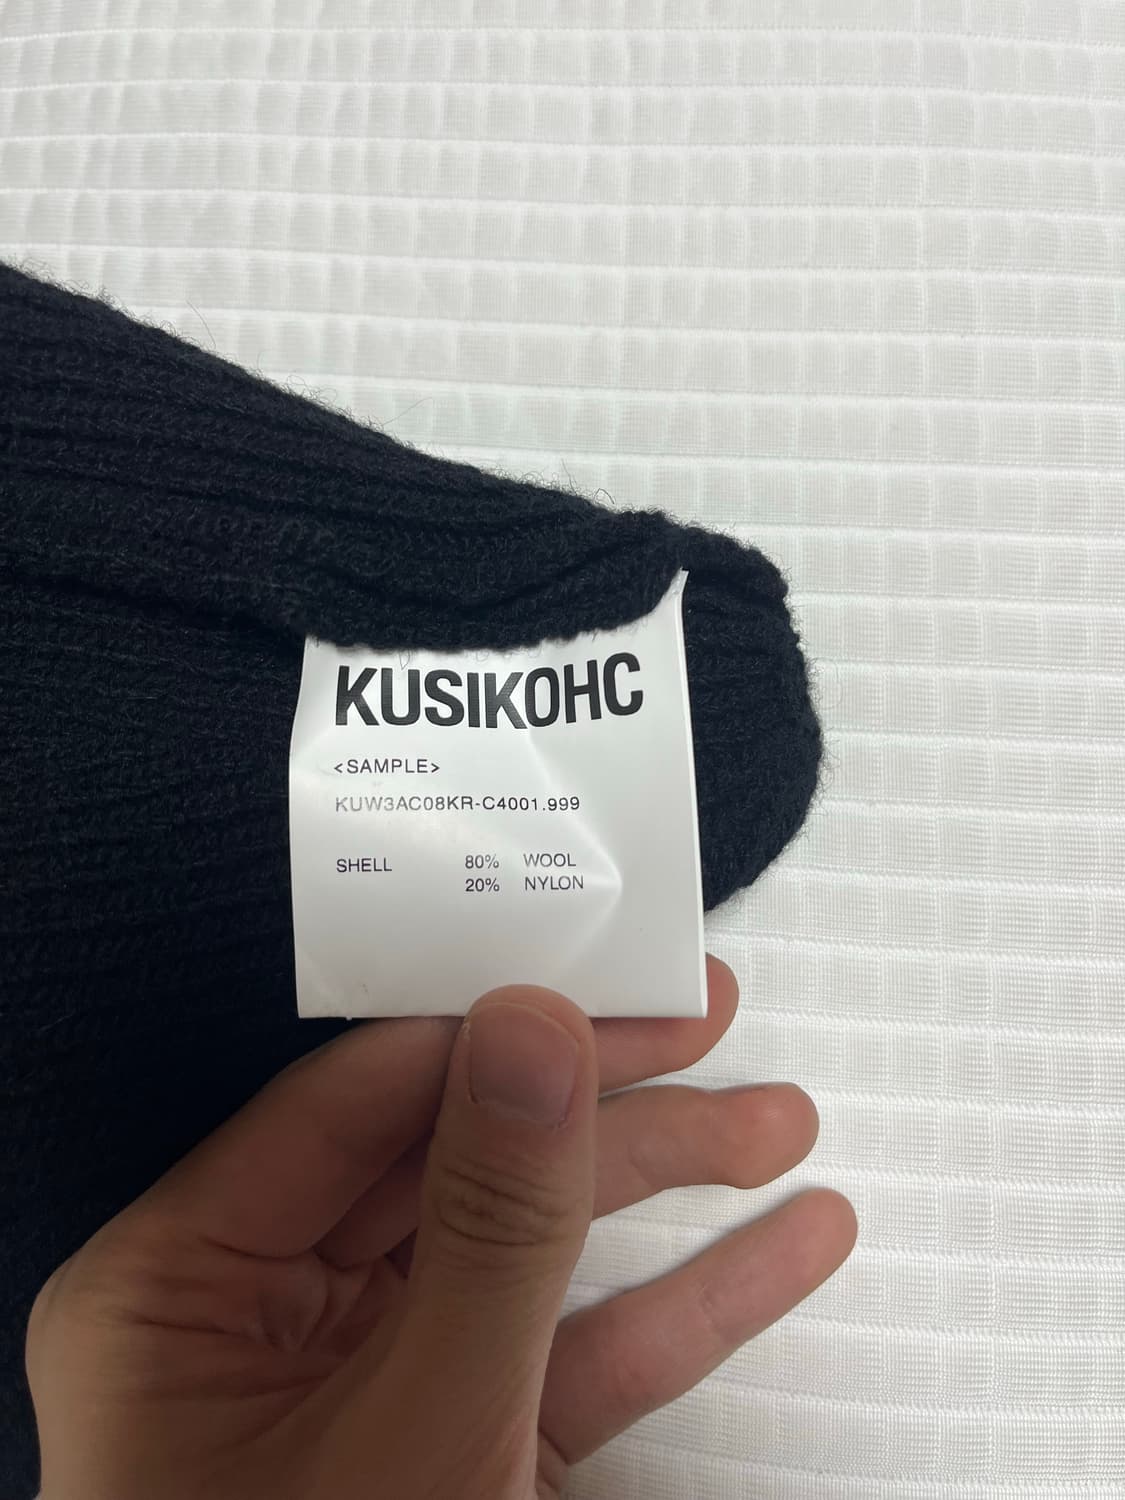 KUSIKOHC
<SAMPLE>
KUW3AC08KR-C4001.999
SHELL 80% WOOL
20% NYLON